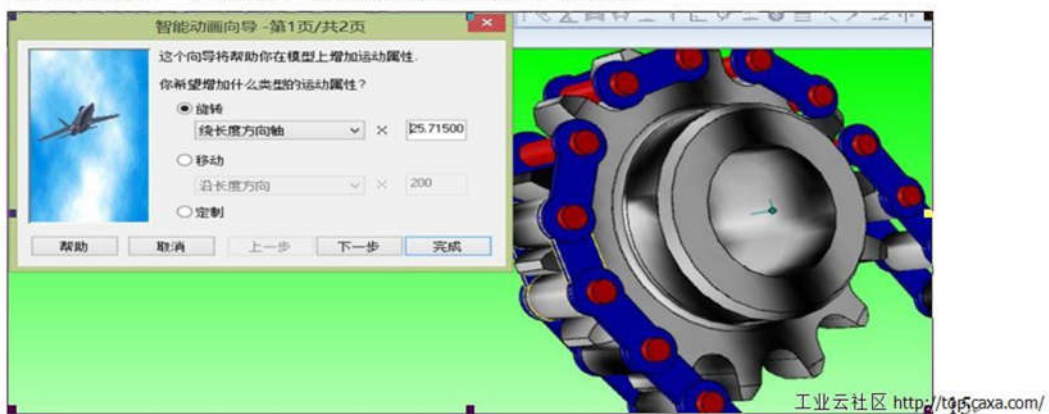 智能动画向导 -第1页/共2页
这个向导将帮助你在模型上增加运动属性.
你希望增加什么类型的运动属性?
旋转
绕长度方向轴 × 25.71500
移动
沿长度方向 × 200
定制
帮助 取消 上一步 下一步 完成
工业云社区 http://top.caxa.com/